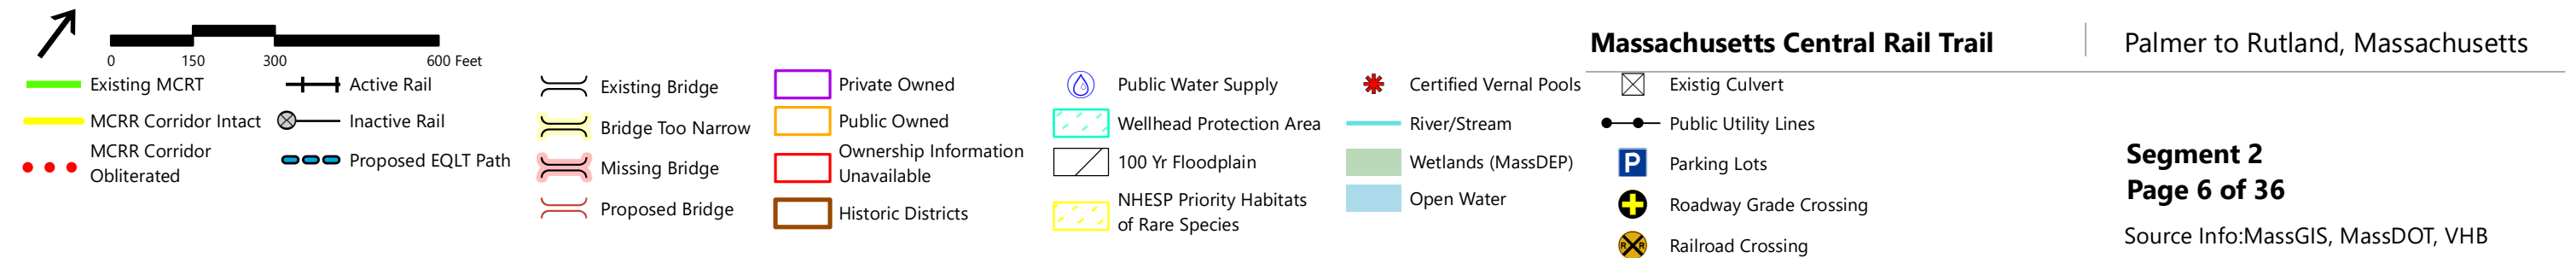 Massachusetts Central Rail Trail
Palmer to Rutland, Massachusetts
0 150 300 600 Feet
Existing MCRT
MCRR Corridor Intact
MCRR Corridor
Obliterated
Active Rail
Inactive Rail
Proposed EQLT Path
Existing Bridge
Bridge Too Narrow
Missing Bridge
Proposed Bridge
Private Owned
Public Owned
Ownership Information
Unavailable
Historic Districts
Public Water Supply
Wellhead Protection Area
100 Yr Floodplain
NHESP Priority Habitats
of Rare Species
Certified Vernal Pools
River/Stream
Wetlands (MassDEP)
Open Water
Existig Culvert
Public Utility Lines
P
Parking Lots
Roadway Grade Crossing
R R
Railroad Crossing
Segment 2
Page 6 of 36
Source Info:MassGIS, MassDOT, VHB